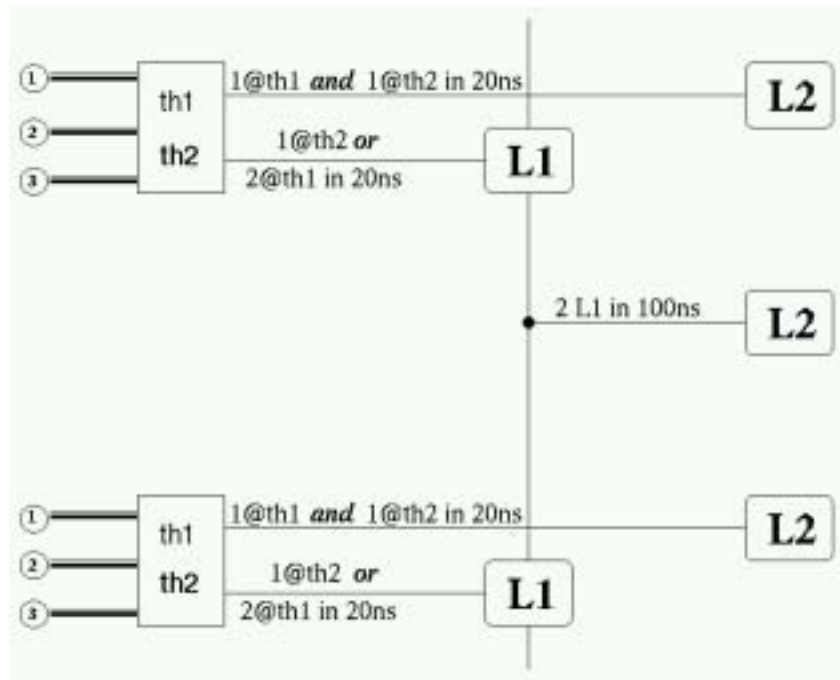 1
1@th1 and 1@th2 in 20ns
L2
th1
2
1@th2 or
L1
th2
3
2@th1 in 20ns
2 L1 in 100ns
L2
1
1@th1 and 1@th2 in 20ns
L2
th1
2
1@th2 or
th2
L1
3
2@th1 in 20ns